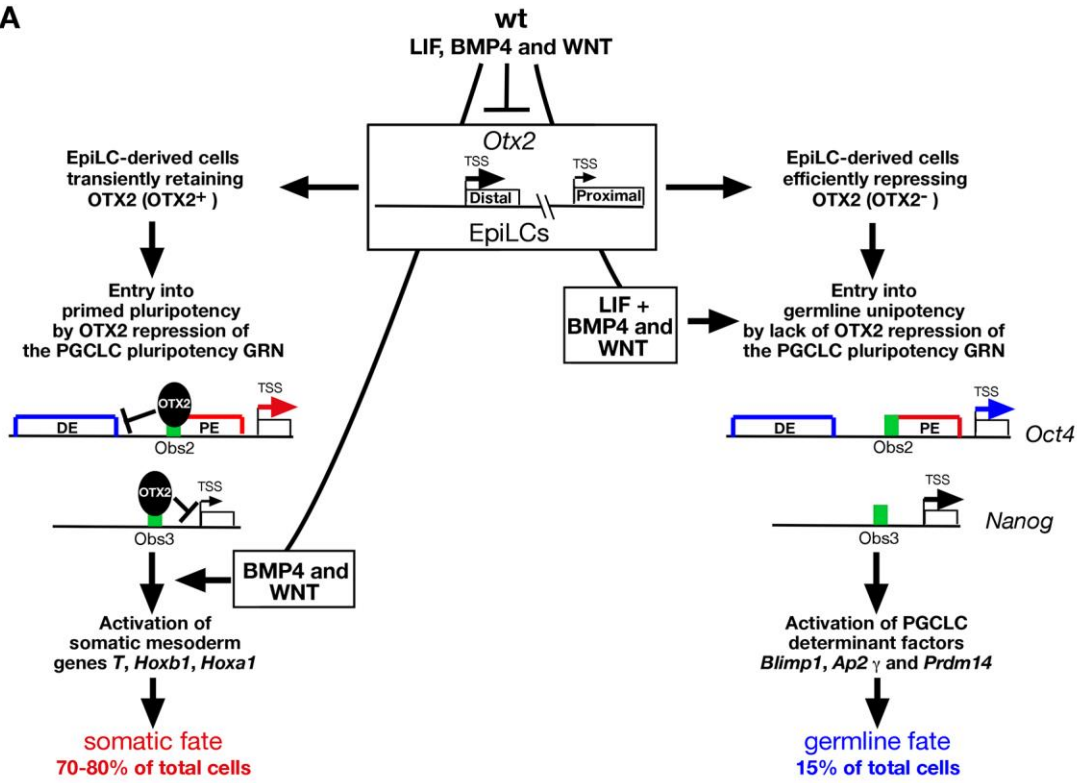 A
wt
LIF, BMP4 and WNT
Otx2
TSS
TSS
Distal
Proximal
EpiLCs
EpiLC-derived cells
transiently retaining
OTX2 (OTX2⁺ )
Entry into
primed pluripotency
by OTX2 repression of
the PGCLC pluripotency GRN
TSS
OTX2
DE
PE
Obs2
TSS
OTX2
Obs3
BMP4 and
WNT
Activation of
somatic mesoderm
genes T, Hoxb1, Hoxa1
somatic fate
70-80% of total cells
EpiLC-derived cells
efficiently repressing
OTX2 (OTX2⁻ )
LIF +
BMP4 and
WNT
Entry into
germline unipotency
by lack of OTX2 repression of
the PGCLC pluripotency GRN
TSS
DE
PE
Oct4
Obs2
TSS
Nanog
Obs3
Activation of PGCLC
determinant factors
Blimp1, Ap2 γ and Prdm14
germline fate
15% of total cells